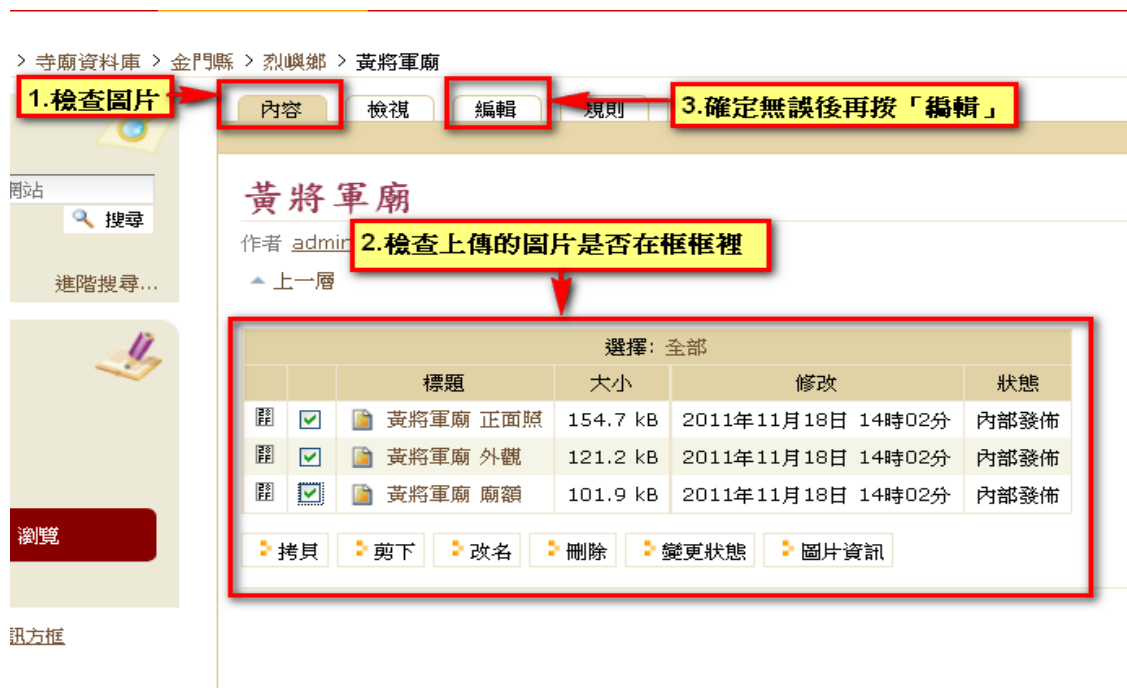 > 寺廟資料庫 > 金門縣 > 烈嶼鄉 > 黃將軍廟
1.檢查圖片
內容 檢視 編輯 規則
3.確定無誤後再按「編輯」
網站
搜尋
進階搜尋...
黃將軍廟
作者 admin
2.檢查上傳的圖片是否在框框裡
上一層
選擇: 全部
標題 大小 修改 狀態
黃將軍廟 正面照 154.7 kB 2011年11月18日 14時02分 內部發佈
黃將軍廟 外觀 121.2 kB 2011年11月18日 14時02分 內部發佈
黃將軍廟 廟額 101.9 kB 2011年11月18日 14時02分 內部發佈
拷貝 剪下 改名 刪除 變更狀態 圖片資訊
瀏覽
訊方框